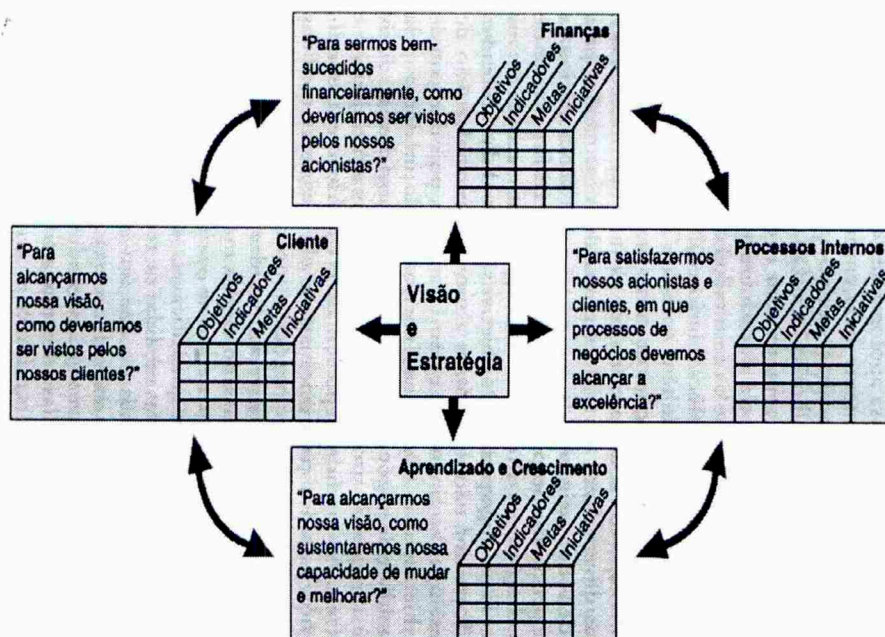 Finanças
"Para sermos bem-
sucedidos
financeiramente, como
deveríamos ser vistos
pelos nossos
acionistas?"
Objetivos
Indicadores
Metas
Iniciativas
Cliente
"Para
alcançarmos
nossa visão,
como deveríamos
ser vistos pelos
nossos clientes?"
Objetivos
Indicadores
Metas
Iniciativas
Visão
e
Estratégia
Processos Internos
"Para satisfazermos
nossos acionistas e
clientes, em que
processos de
negócios devemos
alcançar a
excelência?"
Objetivos
Indicadores
Metas
Iniciativas
Aprendizado e Crescimento
"Para alcançarmos
nossa visão, como
sustentaremos nossa
capacidade de mudar
e melhorar?"
Objetivos
Indicadores
Metas
Iniciativas